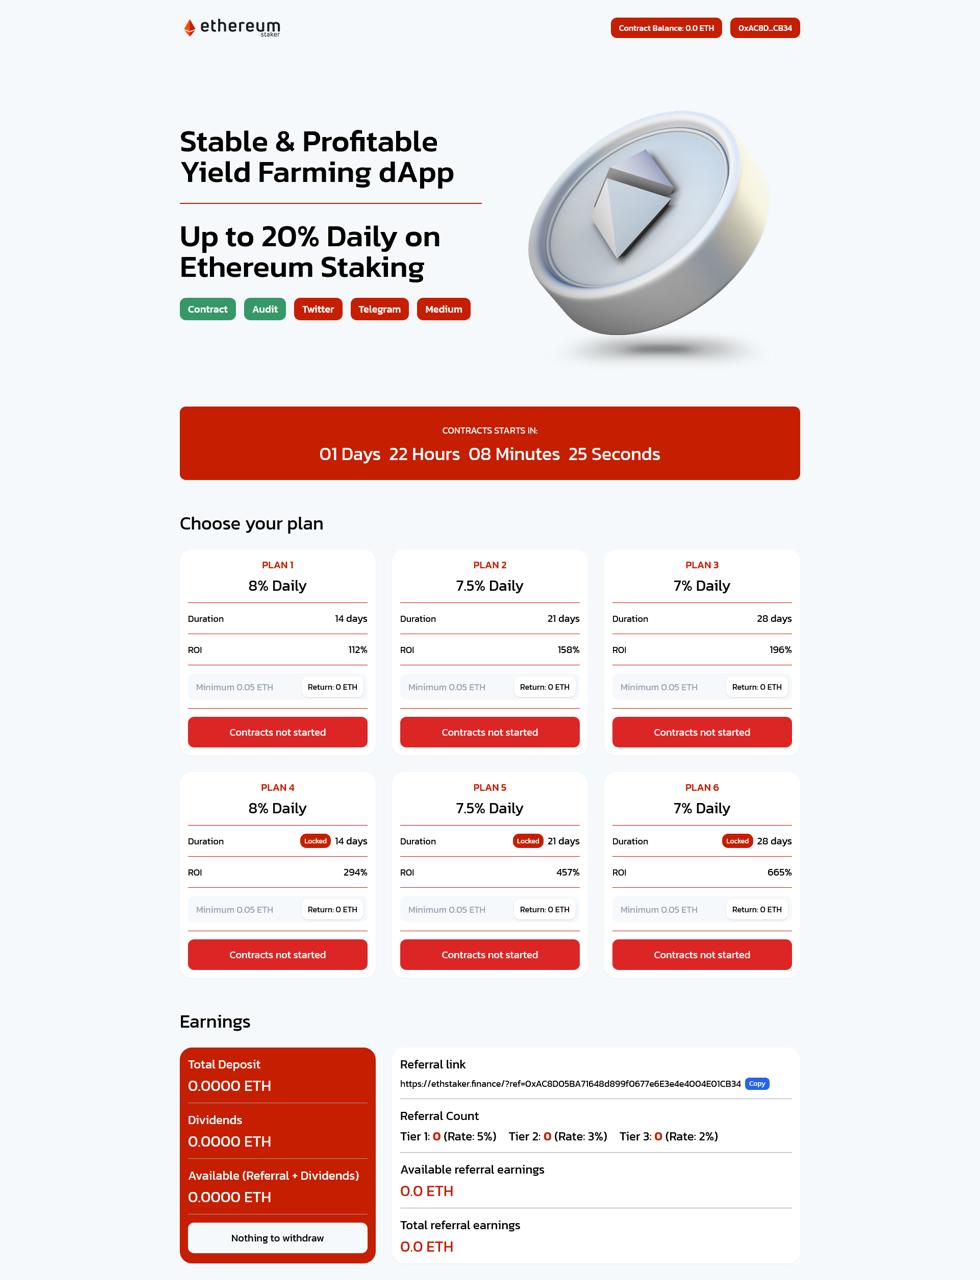 ethereum
staker
Contract Balance: 0.0 ETH
0xAC8D...CB34
Stable & Profitable
Yield Farming dApp
Up to 20% Daily on
Ethereum Staking
Contract
Audit
Twitter
Telegram
Medium
CONTRACTS STARTS IN:
01 Days 22 Hours 08 Minutes 25 Seconds
Choose your plan
PLAN 1
8% Daily
Duration 14 days
ROI 112%
Minimum 0.05 ETH Return: 0 ETH
Contracts not started
PLAN 2
7.5% Daily
Duration 21 days
ROI 158%
Minimum 0.05 ETH Return: 0 ETH
Contracts not started
PLAN 3
7% Daily
Duration 28 days
ROI 196%
Minimum 0.05 ETH Return: 0 ETH
Contracts not started
PLAN 4
8% Daily
Duration Locked 14 days
ROI 294%
Minimum 0.05 ETH Return: 0 ETH
Contracts not started
PLAN 5
7.5% Daily
Duration Locked 21 days
ROI 457%
Minimum 0.05 ETH Return: 0 ETH
Contracts not started
PLAN 6
7% Daily
Duration Locked 28 days
ROI 665%
Minimum 0.05 ETH Return: 0 ETH
Contracts not started
Earnings
Total Deposit
0.0000 ETH
Dividends
0.0000 ETH
Available (Referral + Dividends)
0.0000 ETH
Nothing to withdraw
Referral link
https://ethstaker.finance/?ref=0xAC8D05BA71648d899f0677e6E3e4e4004E01CB34 Copy
Referral Count
Tier 1: 0 (Rate: 5%) Tier 2: 0 (Rate: 3%) Tier 3: 0 (Rate: 2%)
Available referral earnings
0.0 ETH
Total referral earnings
0.0 ETH